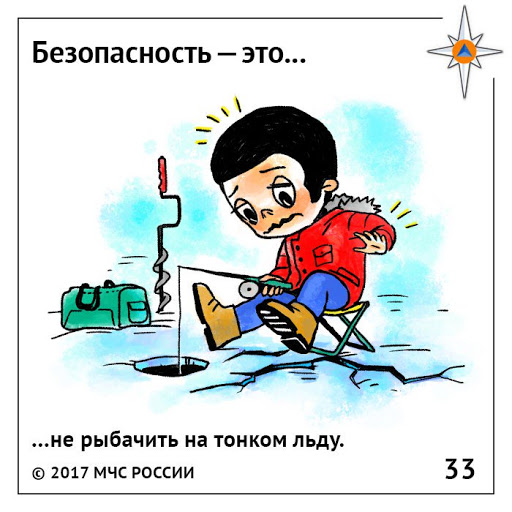 Безопасность — это...
...не рыбачить на тонком льду.
© 2017 МЧС РОССИИ
33